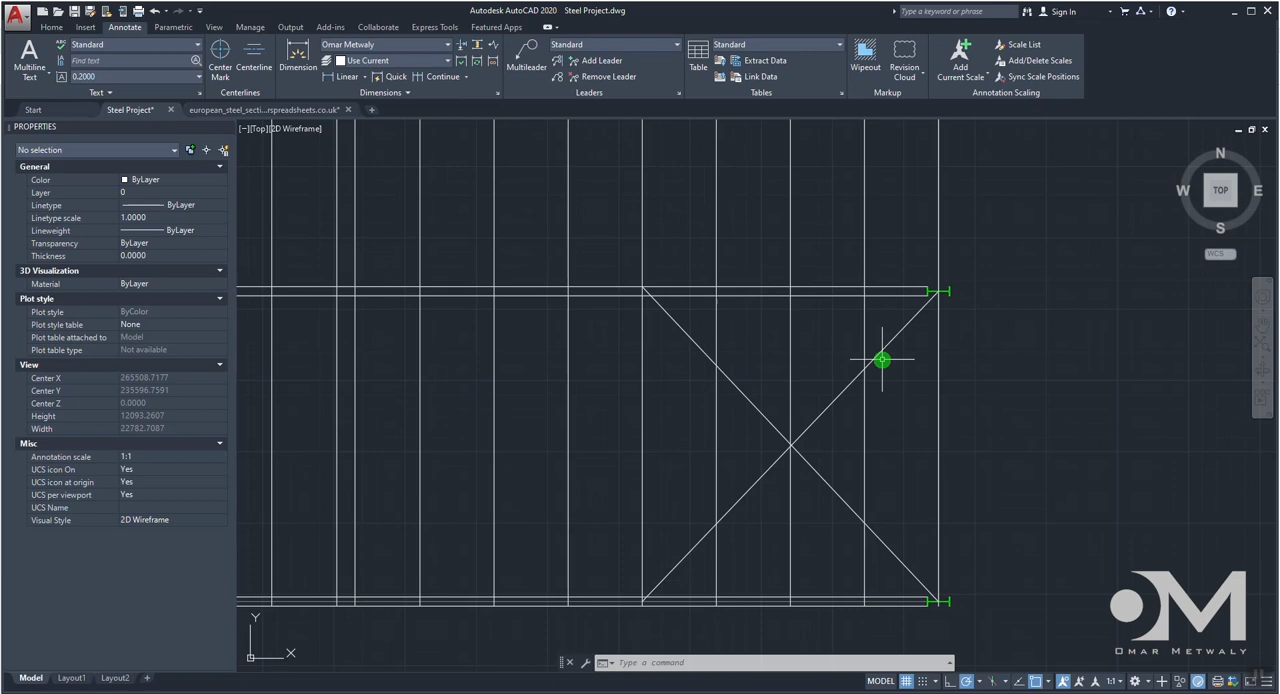 Autodesk AutoCAD 2020 Steel Project.dwg
Type a keyword or phrase
Sign In
Home Insert Annotate Parametric View Manage Output Add-ins Collaborate Express Tools Featured Apps
Multiline
Text
Standard
Find text
0.2000
Text
Center
Mark
Centerline
Dimension
Omar Metwaly
Use Current
Linear Quick Continue
Dimensions
Multileader
Standard
Add Leader
Remove Leader
Leaders
Table
Standard
Extract Data
Link Data
Tables
Wipeout
Revision
Cloud
Markup
Add
Current Scale
Scale List
Add/Delete Scales
Sync Scale Positions
Annotation Scaling
Start Steel Project* european_steel_secti...rspreadsheets.co.uk*
PROPERTIES
No selection
General
Color ByLayer
Layer 0
Linetype ByLayer
Linetype scale 1.0000
Lineweight ByLayer
Transparency ByLayer
Thickness 0.0000
3D Visualization
Material ByLayer
Plot style
Plot style ByColor
Plot style table None
Plot table attached to Model
Plot table type Not available
View
Center X 265508.7177
Center Y 235596.7591
Center Z 0.0000
Height 12093.2607
Width 22782.7087
Misc
Annotation scale 1:1
UCS icon On Yes
UCS icon at origin Yes
UCS per viewport Yes
UCS Name
Visual Style 2D Wireframe
[−][Top][2D Wireframe]
N
W TOP E
S
WCS
Y
X
OM
OMAR METWALY
Type a command
Model Layout1 Layout2 +
MODEL 1:1